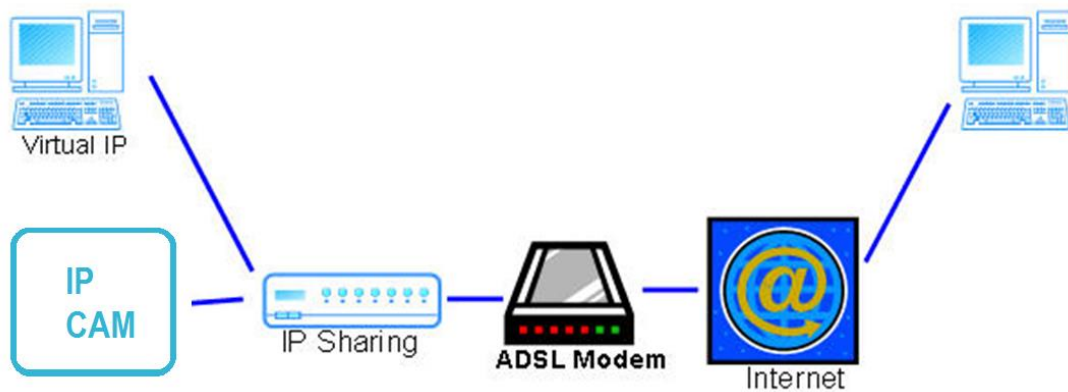 Virtual IP
IP
CAM
IP Sharing
ADSL Modem
Internet